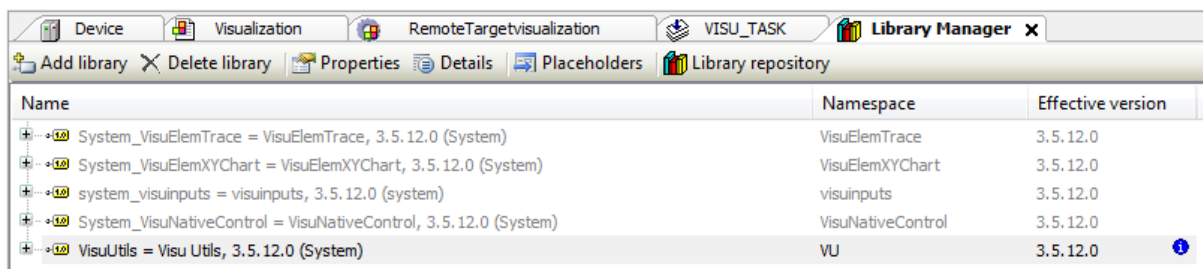 Device Visualization RemoteTargetvisualization VISU_TASK Library Manager x
Add library Delete library Properties Details Placeholders Library repository
Name Namespace Effective version
System_VisuElemTrace = VisuElemTrace, 3.5.12.0 (System) VisuElemTrace 3.5.12.0
System_VisuElemXYChart = VisuElemXYChart, 3.5.12.0 (System) VisuElemXYChart 3.5.12.0
system_visuinputs = visuinputs, 3.5.12.0 (system) visuinputs 3.5.12.0
System_VisuNativeControl = VisuNativeControl, 3.5.12.0 (System) VisuNativeControl 3.5.12.0
VisuUtils = Visu Utils, 3.5.12.0 (System) VU 3.5.12.0